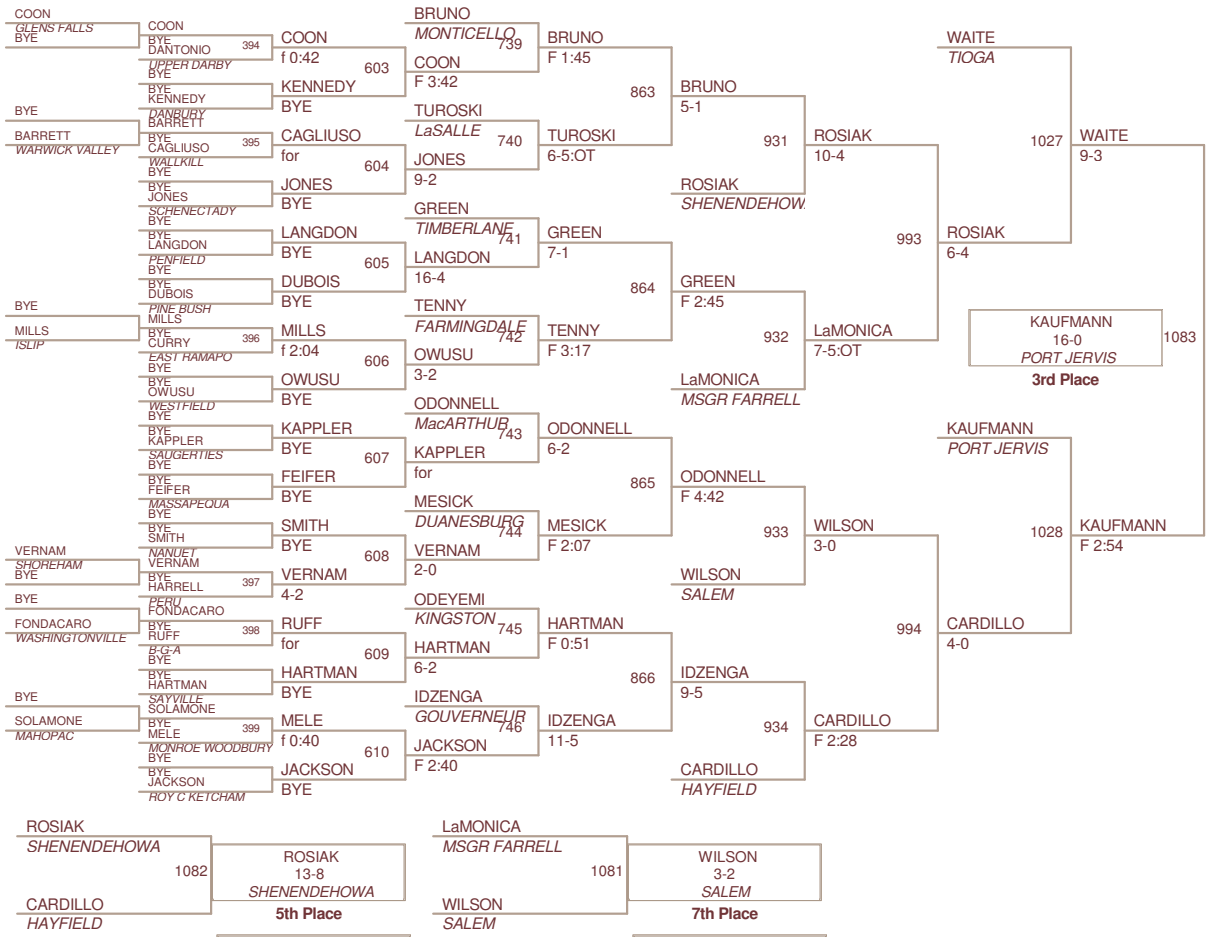 COON
GLENS FALLS
BYE
BYE
BARRETT
WARWICK VALLEY
BYE
MILLS
ISLIP
VERNAM
SHOREHAM
BYE
BYE
FONDACARO
WASHINGTONVILLE
BYE
SOLAMONE
MAHOPAC
COON
BYE
DANTONIO
394
UPPER DARBY
BYE
BYE
KENNEDY
DANBURY
BARRETT
BYE
CAGLIUSO
395
WALLKILL
BYE
BYE
JONES
SCHENECTADY
BYE
BYE
LANGDON
PENFIELD
BYE
BYE
DUBOIS
PINE BUSH
MILLS
BYE
CURRY
396
EAST RAMAPO
BYE
BYE
OWUSU
WESTFIELD
BYE
BYE
KAPPLER
SAUGERTIES
BYE
BYE
FEIFER
MASSAPEQUA
BYE
BYE
SMITH
NANUET
VERNAM
BYE
HARRELL
397
PERU
FONDACARO
BYE
RUFF
398
B-G-A
BYE
BYE
HARTMAN
SAYVILLE
SOLAMONE
BYE
MELE
399
MONROE WOODBURY
BYE
BYE
JACKSON
ROY C KETCHAM
COON
f 0:42
603
KENNEDY
BYE
CAGLIUSO
for
604
JONES
BYE
LANGDON
BYE
605
DUBOIS
BYE
MILLS
f 2:04
606
OWUSU
BYE
KAPPLER
BYE
607
FEIFER
BYE
SMITH
BYE
608
VERNAM
4-2
RUFF
for
609
HARTMAN
BYE
MELE
f 0:40
610
JACKSON
BYE
BRUNO
MONTICELLO
739
COON
F 3:42
TUROSKI
LaSALLE
740
JONES
9-2
GREEN
TIMBERLANE
741
LANGDON
16-4
TENNY
FARMINGDALE
742
OWUSU
3-2
ODONNELL
MacARTHUR
743
KAPPLER
for
MESICK
DUANESBURG
744
VERNAM
2-0
ODEYEMI
KINGSTON
745
HARTMAN
6-2
IDZENGA
GOUVERNEUR
746
JACKSON
F 2:40
BRUNO
F 1:45
863
TUROSKI
6-5:OT
GREEN
7-1
864
TENNY
F 3:17
ODONNELL
6-2
865
MESICK
F 2:07
HARTMAN
F 0:51
866
IDZENGA
11-5
BRUNO
5-1
931
ROSIAK
SHENENDEHOW
GREEN
F 2:45
932
LaMONICA
MSGR FARRELL
ODONNELL
F 4:42
933
WILSON
SALEM
IDZENGA
9-5
934
CARDILLO
HAYFIELD
ROSIAK
10-4
993
LaMONICA
7-5:OT
WILSON
3-0
994
CARDILLO
F 2:28
WAITE
TIOGA
1027
ROSIAK
6-4
KAUFMANN
PORT JERVIS
1028
CARDILLO
4-0
WAITE
9-3
KAUFMANN
16-0
PORT JERVIS
1083
3rd Place
KAUFMANN
F 2:54
ROSIAK
SHENENDEHOWA
1082
CARDILLO
HAYFIELD
ROSIAK
13-8
SHENENDEHOWA
5th Place
LaMONICA
MSGR FARRELL
1081
WILSON
SALEM
WILSON
3-2
SALEM
7th Place